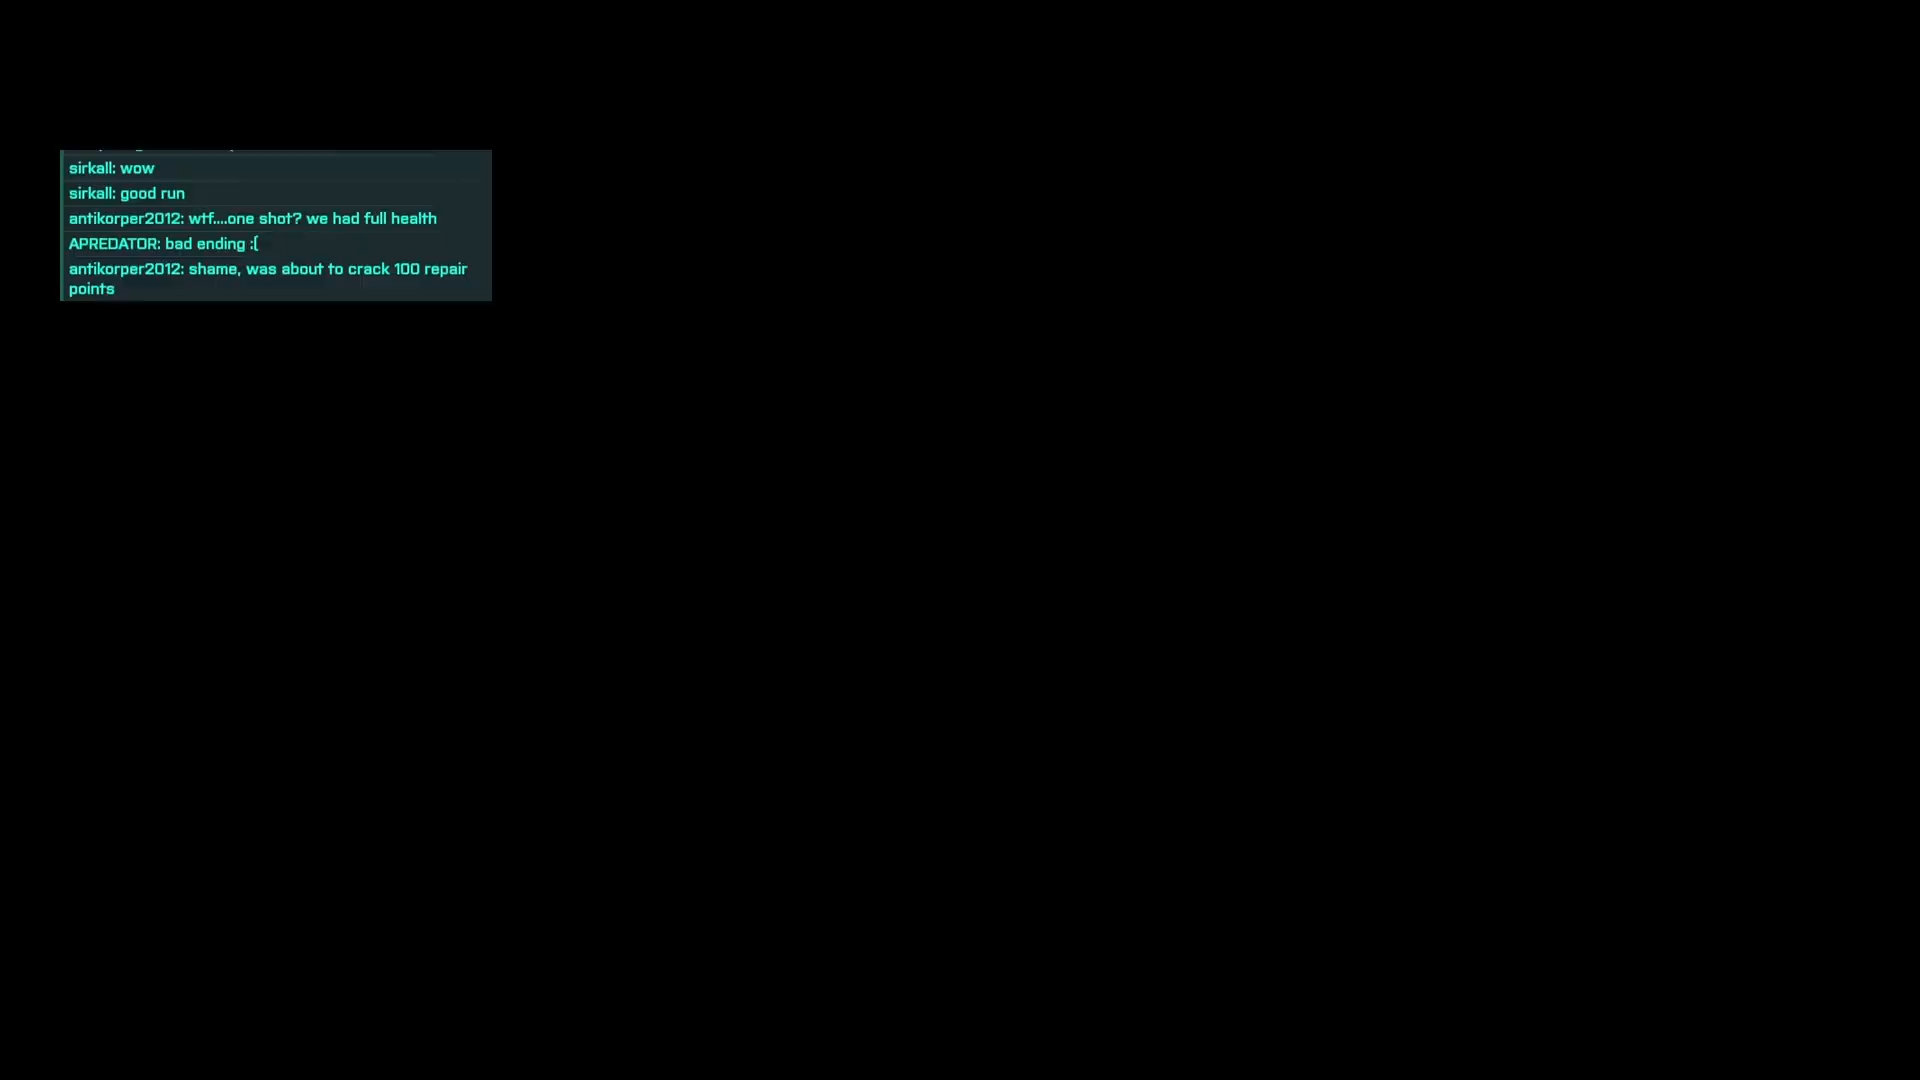 sirkall: wow
sirkall: good run
antikorper2012: wtf....one shot? we had full health
APREDATOR: bad ending :(
antikorper2012: shame, was about to crack 100 repair
points